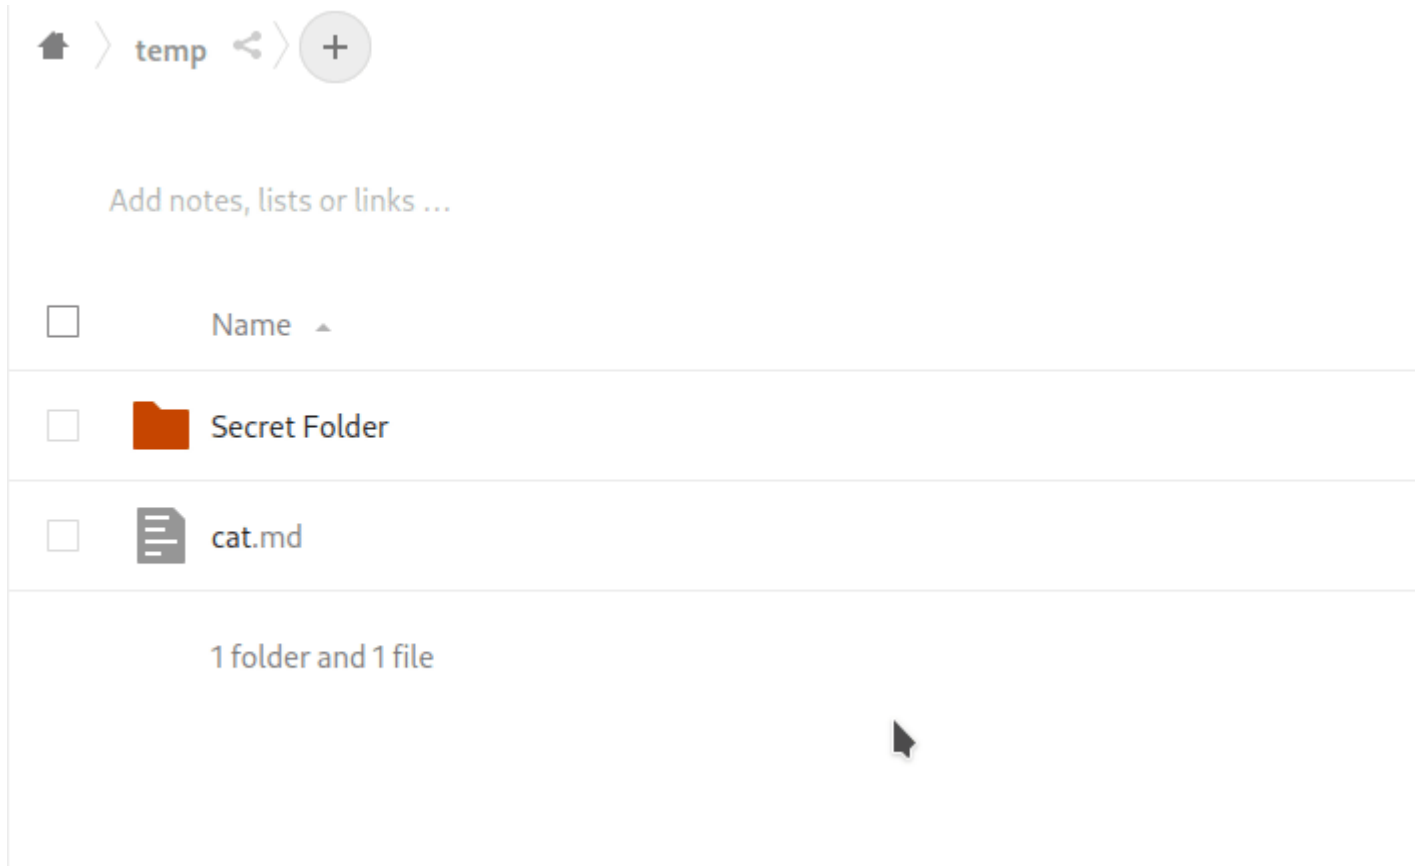 temp
Add notes, lists or links …
Name
Secret Folder
cat.md
1 folder and 1 file